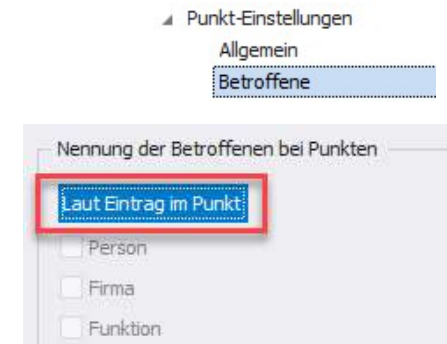 Punkt-Einstellungen
Allgemein
Betroffene
Nennung der Betroffenen bei Punkten
Laut Eintrag im Punkt
Person
Firma
Funktion